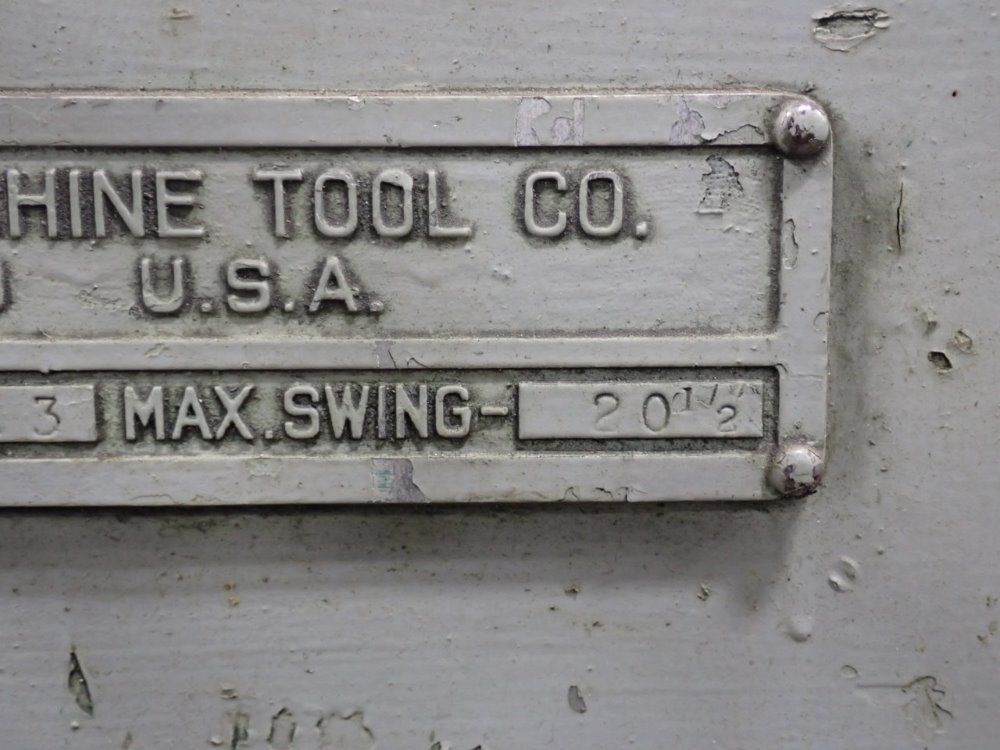 HINE TOOL CO.
U.S.A.
3 MAX. SWING- 20 1/2"